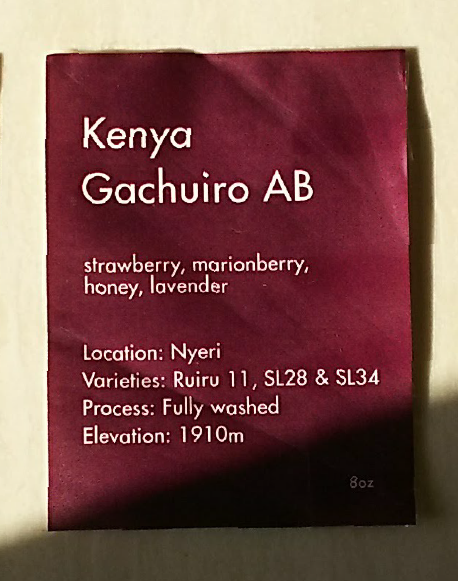 Kenya
Gachuiro AB
strawberry, marionberry,
honey, lavender
Location: Nyeri
Varieties: Ruiru 11, SL28 & SL34
Process: Fully washed
Elevation: 1910m
8oz